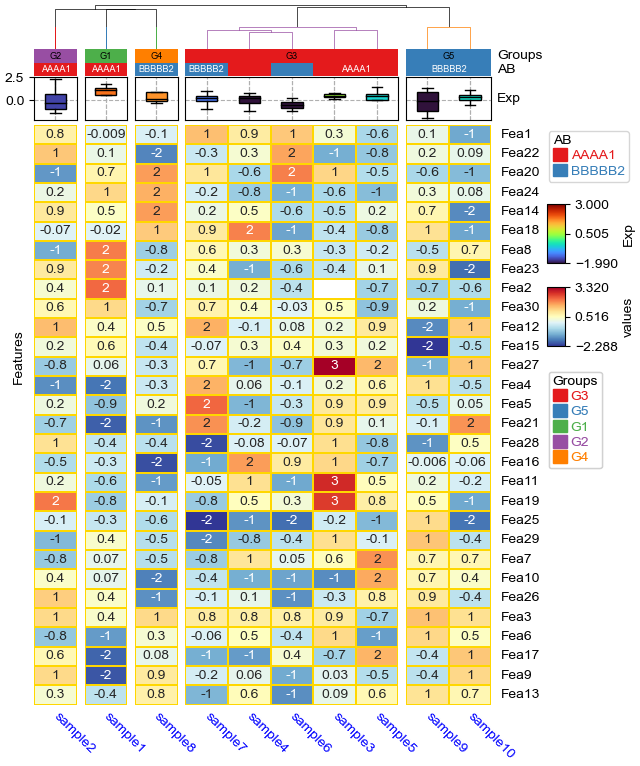 G2 G1 G4 G3 G5 Groups
AAAA1 AAAA1 BBBBB2 BBBBB2 AAAA1 BBBBB2 AB
2.5
0.0
Exp
0.8 -0.009 -0.1 1 0.9 1 0.3 -0.6 0.1 -1 Fea1
1 0.1 -2 -0.3 0.3 2 -1 -0.8 0.2 0.09 Fea22
-1 0.7 2 1 -0.6 2 1 -0.5 -0.6 -1 Fea20
0.2 1 2 -0.2 -0.8 -1 -0.6 -1 0.3 0.08 Fea24
0.9 0.5 2 0.2 0.5 -0.6 -0.5 0.2 0.7 -2 Fea14
-0.07 -0.02 1 0.9 2 -1 -0.4 -0.8 1 -1 Fea18
-1 2 -0.8 0.6 0.3 0.3 -0.3 -0.2 -0.5 0.7 Fea8
0.9 2 -0.2 0.4 -1 -0.6 -0.4 0.1 0.9 -2 Fea23
0.4 2 0.1 0.1 0.2 -0.4 -0.8 -0.7 -0.6 Fea2
0.6 1 -0.7 0.7 0.4 -0.03 0.5 -0.9 0.2 -1 Fea30
1 0.4 0.5 2 -0.1 0.08 0.2 0.9 -2 1 Fea12
0.2 0.6 -0.4 -0.07 0.3 0.4 0.3 0.2 -2 -0.5 Fea15
-0.8 0.06 -0.3 0.7 -1 -0.7 3 2 -1 1 Fea27
-1 -2 -0.3 2 0.06 -0.1 0.2 0.6 1 -0.5 Fea4
0.2 -0.9 0.2 2 -1 -0.3 0.9 0.9 -0.5 0.05 Fea5
-0.7 -2 -1 2 -0.2 -0.9 0.9 0.1 -0.1 2 Fea21
1 -0.4 -0.4 -2 -0.08 -0.07 1 -0.8 -1 0.5 Fea28
-0.5 -0.3 -2 -1 2 0.9 1 -0.7 -0.006 -0.06 Fea16
0.2 -0.6 -1 -0.05 1 -1 3 0.5 0.2 -0.2 Fea11
2 -0.8 -0.1 -0.8 0.5 0.3 3 0.8 0.5 -1 Fea19
-0.1 -0.3 -0.6 -2 -1 -2 -0.2 -1 1 -2 Fea25
-1 0.4 -0.5 -2 -0.8 -0.4 1 -0.1 1 -0.4 Fea29
-0.8 0.07 -0.5 -0.8 1 0.05 0.6 2 0.7 0.7 Fea7
0.4 0.07 -2 -0.4 -1 -1 -1 2 0.7 0.4 Fea10
1 0.4 -1 -0.1 0.1 -1 -0.3 0.8 0.9 -0.4 Fea26
1 0.4 1 0.8 0.8 0.8 0.9 -0.7 1 1 Fea3
-0.8 -1 0.3 -0.06 0.5 -0.4 1 -1 1 0.5 Fea6
0.6 -2 0.08 -1 -1 0.4 -0.7 2 -0.4 1 Fea17
1 -2 0.9 -0.2 0.06 -1 0.03 -0.5 -0.4 1 Fea9
0.3 -0.4 0.8 -1 0.6 -1 0.09 0.6 1 0.7 Fea13
Features
sample2 sample1 sample8 sample7 sample4 sample6 sample3 sample5 sample9 sample10
AB
AAAA1
BBBBB2
3.000
0.505
−1.990
Exp
3.320
0.516
−2.288
values
Groups
G3
G5
G1
G2
G4